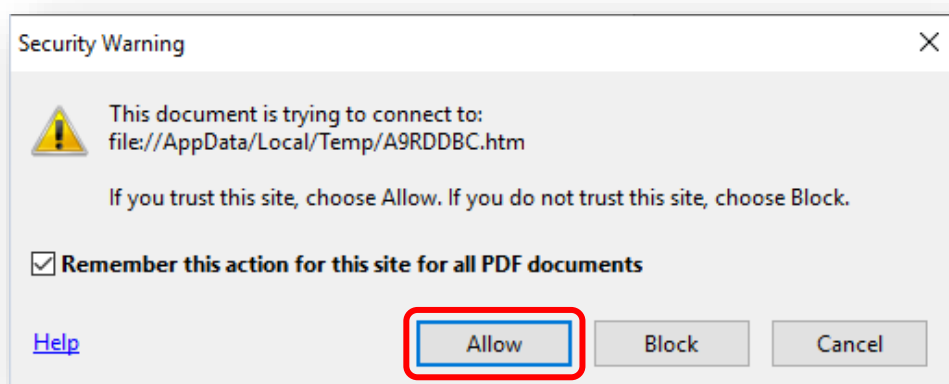 Security Warning
This document is trying to connect to:
file://AppData/Local/Temp/A9RDDBC.htm
If you trust this site, choose Allow. If you do not trust this site, choose Block.
Remember this action for this site for all PDF documents
Help
Allow
Block
Cancel